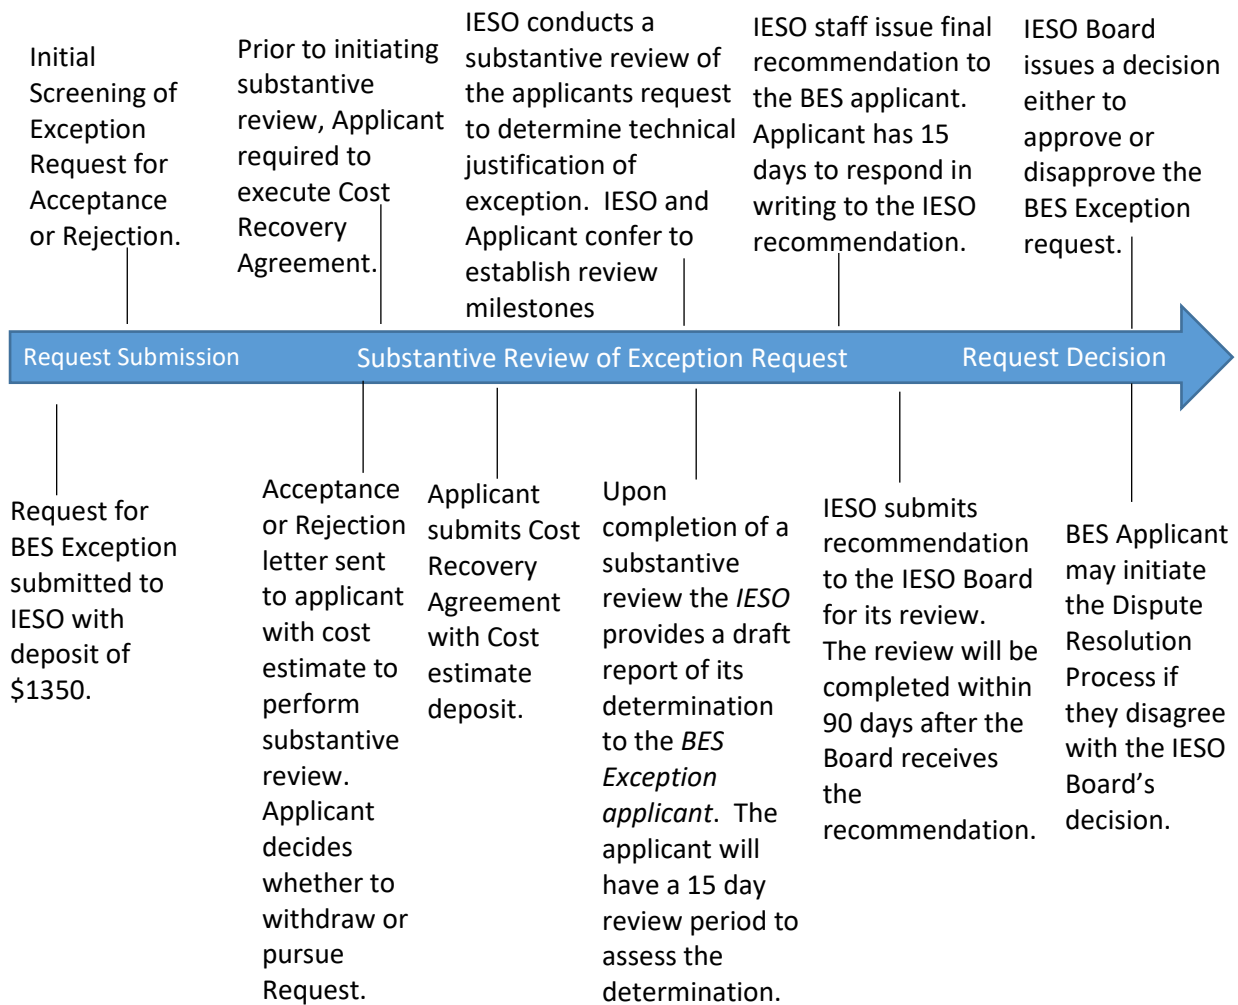 Initial
Screening of
Exception
Request for
Acceptance
or Rejection.
Prior to initiating
substantive
review, Applicant
required to
execute Cost
Recovery
Agreement.
IESO conducts a
substantive review of
the applicants request
to determine technical
justification of
exception.  IESO and
Applicant confer to
establish review
milestones
IESO staff issue final
recommendation to
the BES applicant.
Applicant has 15
days to respond in
writing to the IESO
recommendation.
IESO Board
issues a decision
either to
approve or
disapprove the
BES Exception
request.
Request Submission
Substantive Review of Exception Request
Request Decision
Request for
BES Exception
submitted to
IESO with
deposit of
$1350.
Acceptance
or Rejection
letter sent
to applicant
with cost
estimate to
perform
substantive
review.
Applicant
decides
whether to
withdraw or
pursue
Request.
Applicant
submits Cost
Recovery
Agreement
with Cost
estimate
deposit.
Upon
completion of a
substantive
review the IESO
provides a draft
report of its
determination
to the BES
Exception
applicant.  The
applicant will
have a 15 day
review period to
assess the
determination.
IESO submits
recommendation
to the IESO Board
for its review.
The review will be
completed within
90 days after the
Board receives
the
recommendation.
BES Applicant
may initiate
the Dispute
Resolution
Process if
they disagree
with the IESO
Board’s
decision.